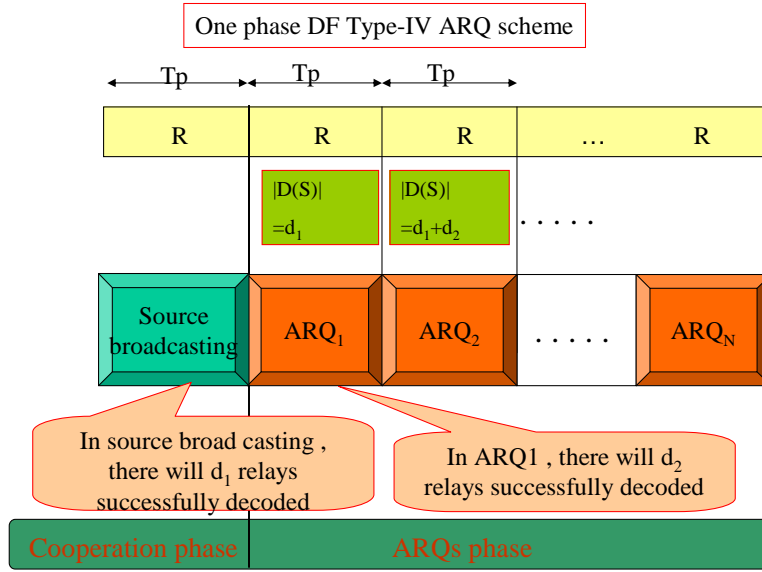 One phase DF Type-IV ARQ scheme
Tp Tp Tp
R R R ... R
|D(S)|
=d₁
|D(S)|
=d₁+d₂
. . . . .
Source
broadcasting
ARQ₁
ARQ₂
. . . . .
ARQ_N
In source broad casting ,
there will d₁ relays
successfully decoded
In ARQ1 , there will d₂
relays successfully decoded
Cooperation phase
ARQs phase